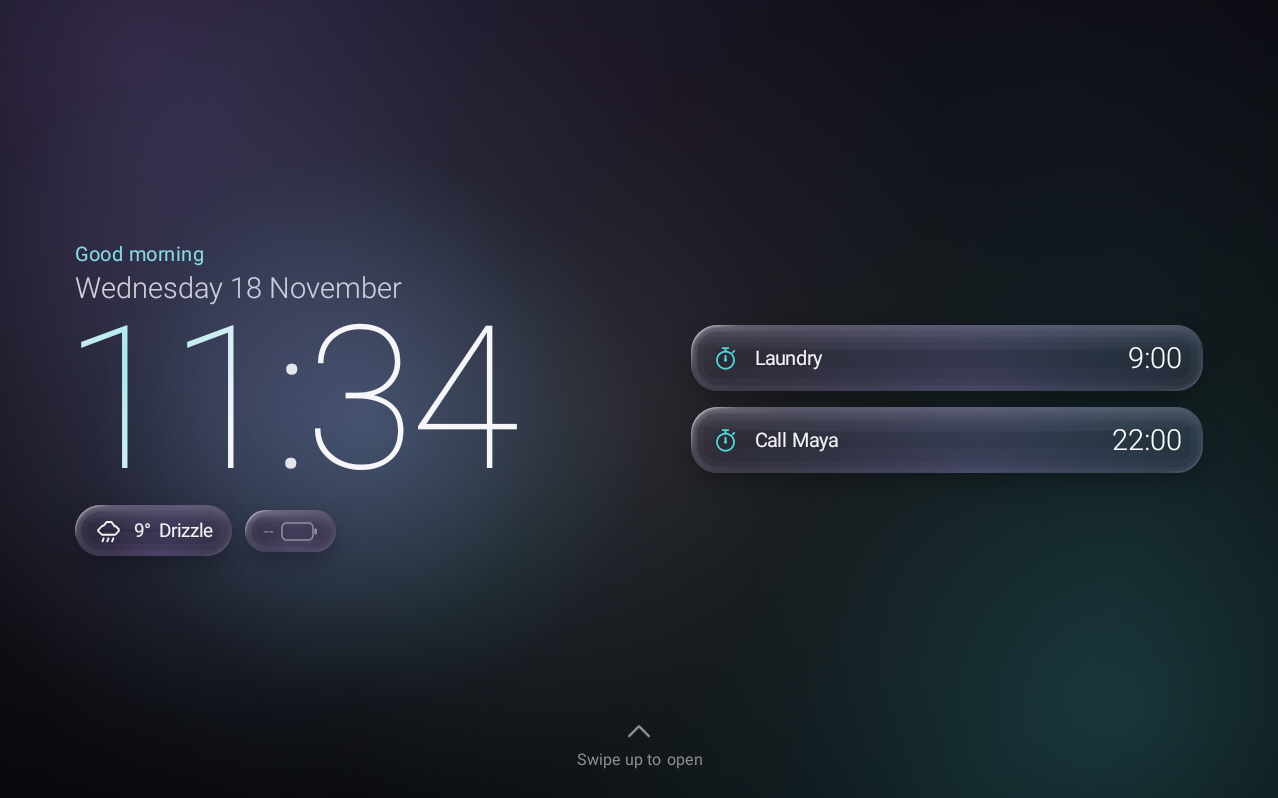 Good morning
Wednesday 18 November
11:34
9° Drizzle
--
Laundry 9:00
Call Maya 22:00
Swipe up to open